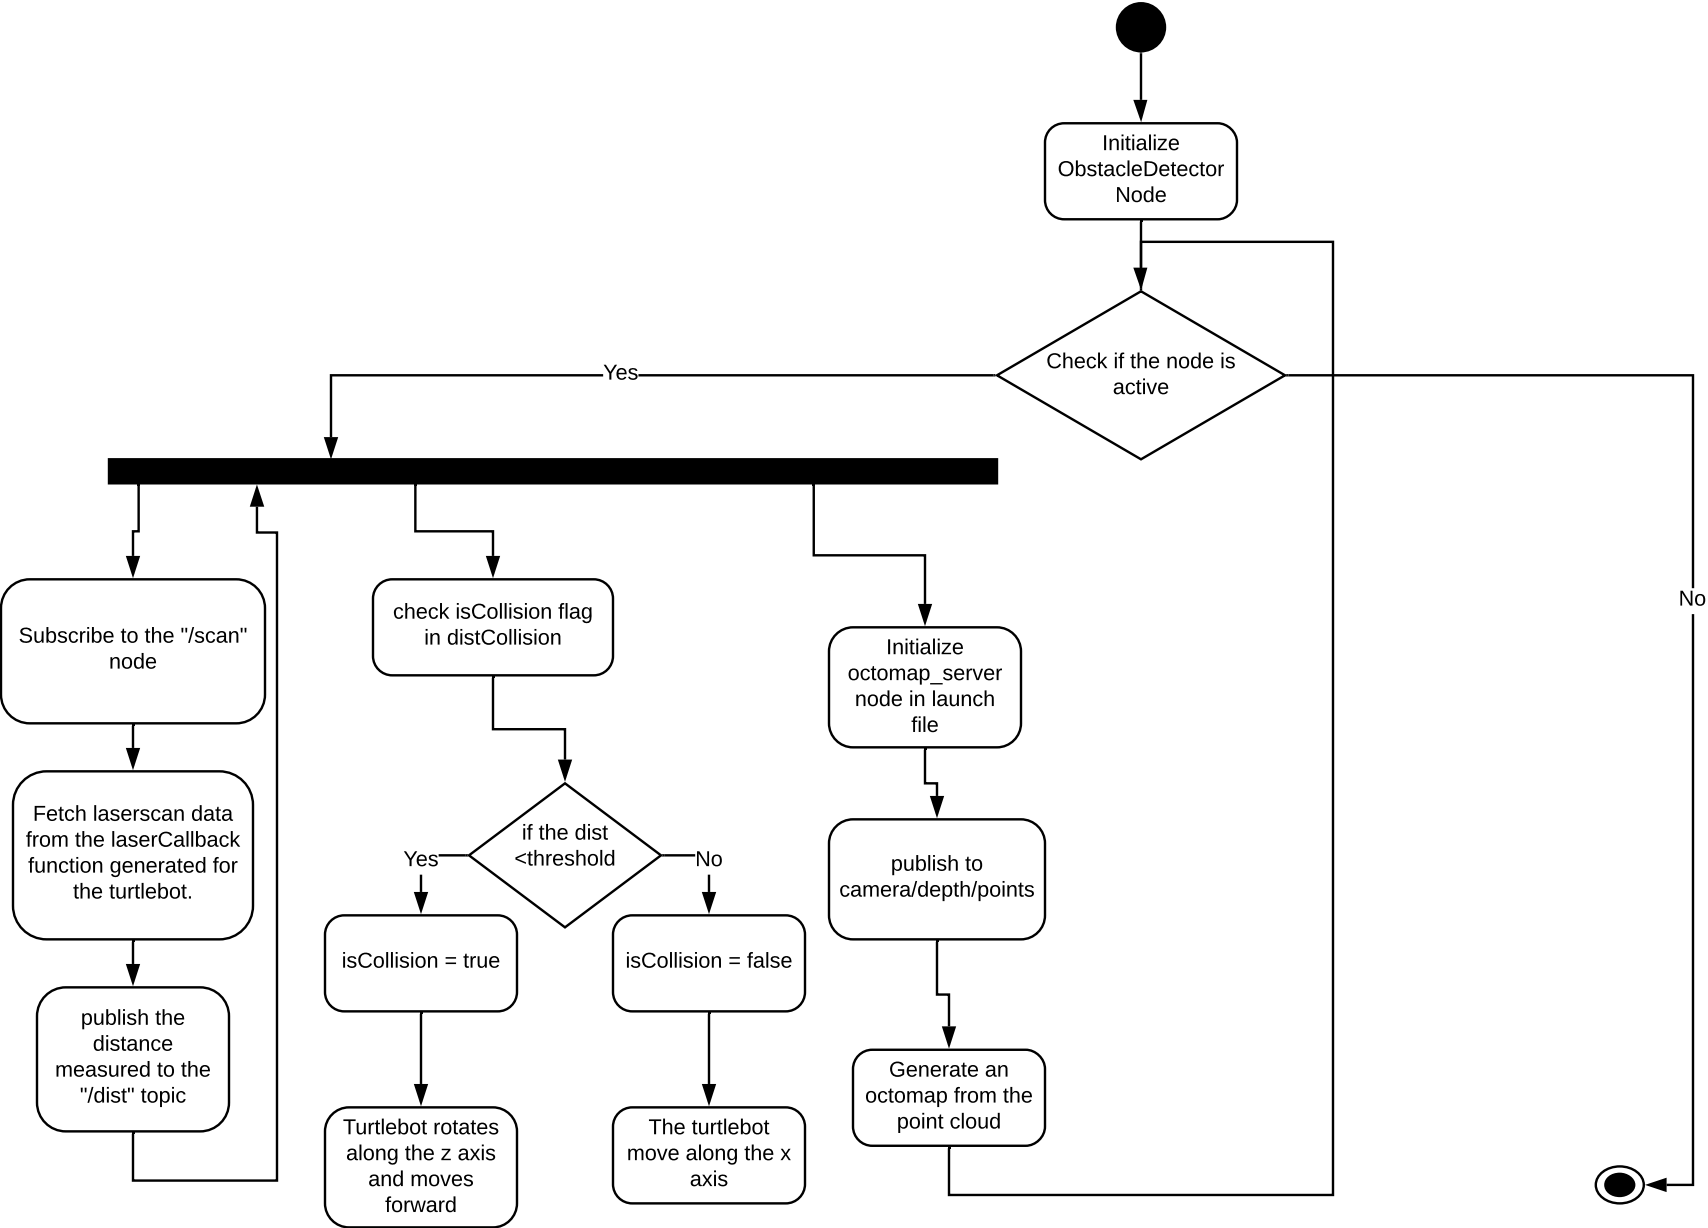 Initialize
ObstacleDetector
Node
Check if the node is
active
Yes
No
Subscribe to the "/scan"
node
Fetch laserscan data
from the laserCallback
function generated for
the turtlebot.
publish the
distance
measured to the
"/dist" topic
check isCollision flag
in distCollision
if the dist
<threshold
Yes
No
isCollision = true
isCollision = false
Turtlebot rotates
along the z axis
and moves
forward
The turtlebot
move along the x
axis
Initialize
octomap_server
node in launch
file
publish to
camera/depth/points
Generate an
octomap from the
point cloud